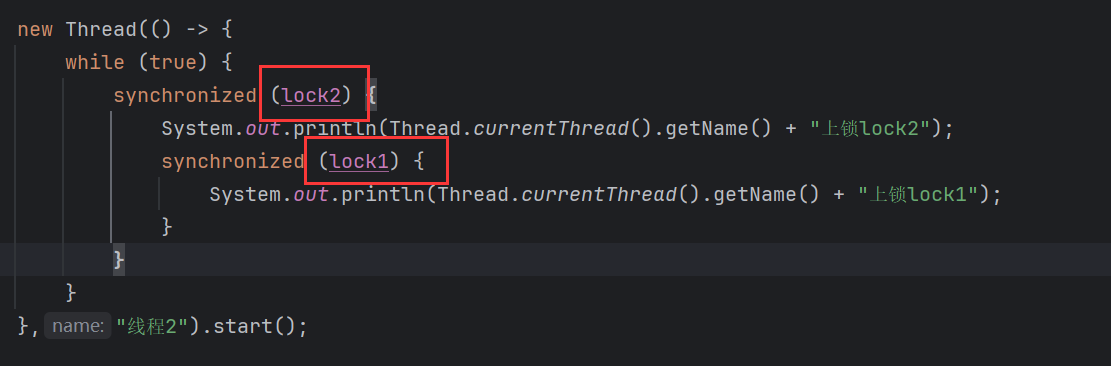 new Thread(() -> {
while (true) {
synchronized (lock2) {
System.out.println(Thread.currentThread().getName() + "上锁lock2");
synchronized (lock1) {
System.out.println(Thread.currentThread().getName() + "上锁lock1");
}
}
}
}, name: "线程2").start();